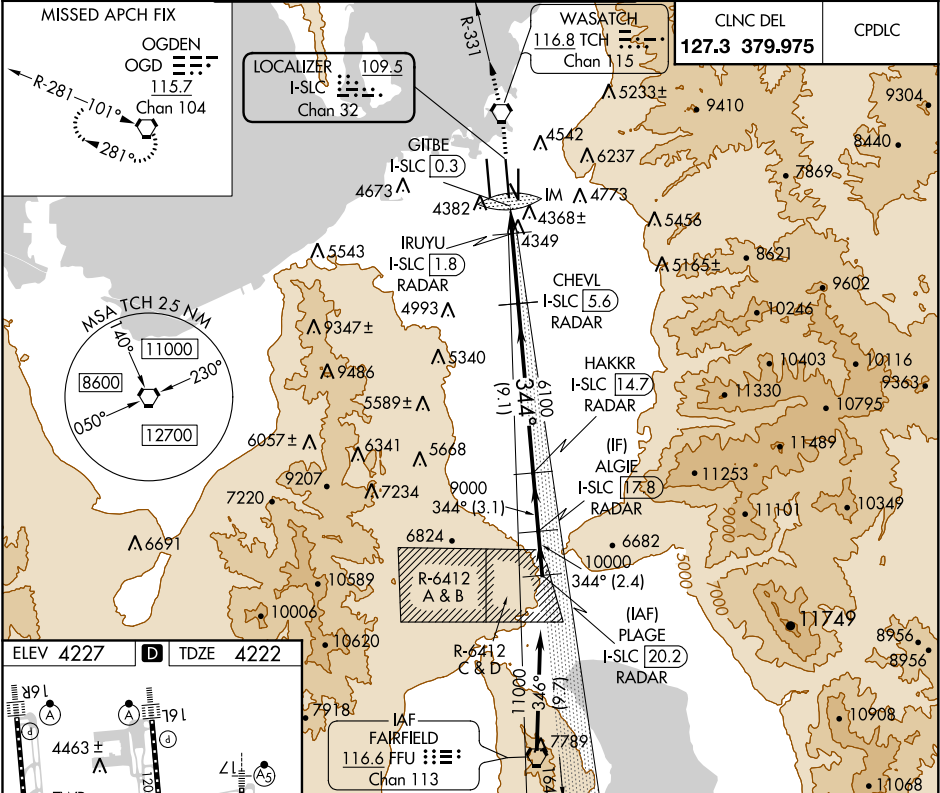 MISSED APCH FIX
OGDEN
OGD
115.7
Chan 104
R-281
101°
281°
LOCALIZER 109.5
I-SLC
Chan 32
R-331
WASATCH
116.8 TCH
Chan 115
CLNC DEL
127.3 379.975
CPDLC
5233±
9410
9304
8440
4542
6237
7869
GITBE
I-SLC 0.3
4673
4382
IM
4773
4368±
4349
5456
IRUYU
I-SLC 1.8
RADAR
5543
5165±
8621
9602
CHEVL
I-SLC 5.6
RADAR
4993
10246
MSA TCH 25 NM
140°
11000
230°
8600
050°
12700
9347±
9486
5340
5589±
6057±
6341
5668
9207
7234
7220
6691
344°
(9.1)
6100
HAKKR
I-SLC 14.7
RADAR
10403
10116
9363
11330
10795
11489
(IF)
ALGIE
I-SLC 17.8
RADAR
11253
11101
10349
9000
9000
344° (3.1)
6824
6682
10000
344° (2.4)
5000
R-6412
A & B
R-6412
C & D
10589
10006
10620
7918
(IAF)
PLAGE
I-SLC 20.2
RADAR
11749
8956
8956
10908
11068
11000
346°
(9.7)
IAF
FAIRFIELD
116.6 FFU
Chan 113
7789
164
ELEV 4227
D
TDZE 4222
16R
A
P
A
16L
P
4463 ±
120
17
A5